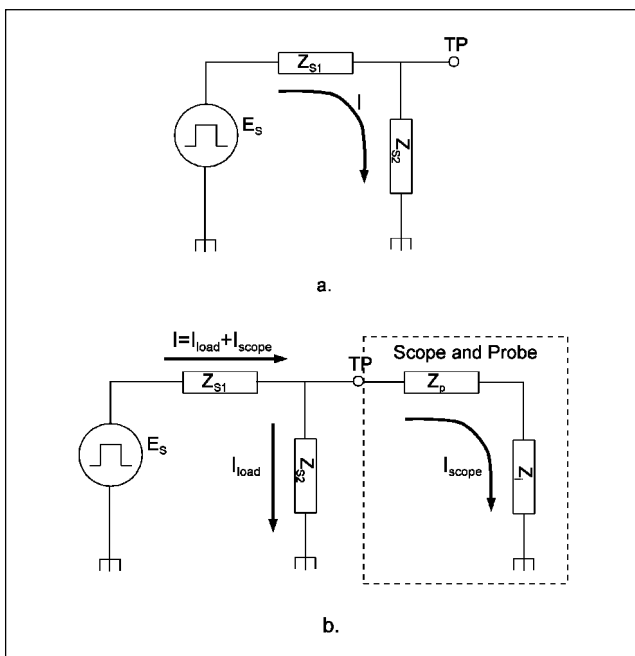 TP
Z_S1
I
E_S
Z_S2
a.
I=I_load+I_scope
Scope and Probe
TP
Z_S1
Z_p
E_S
I_load
Z_S2
I_scope
Z_i
b.